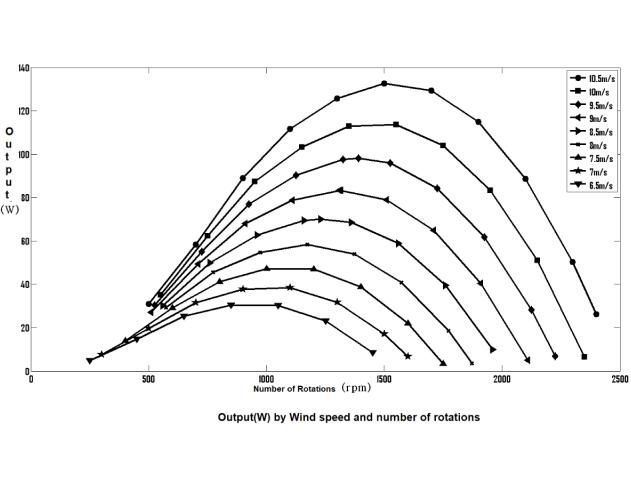 140
120
100
80
60
40
20
0
Output
(W)
10.5m/s
10m/s
9.5m/s
9m/s
8.5m/s
8m/s
7.5m/s
7m/s
6.5m/s
0 500 1000 1500 2000 2500
Number of Rotations (rpm)
Output(W) by Wind speed and number of rotations